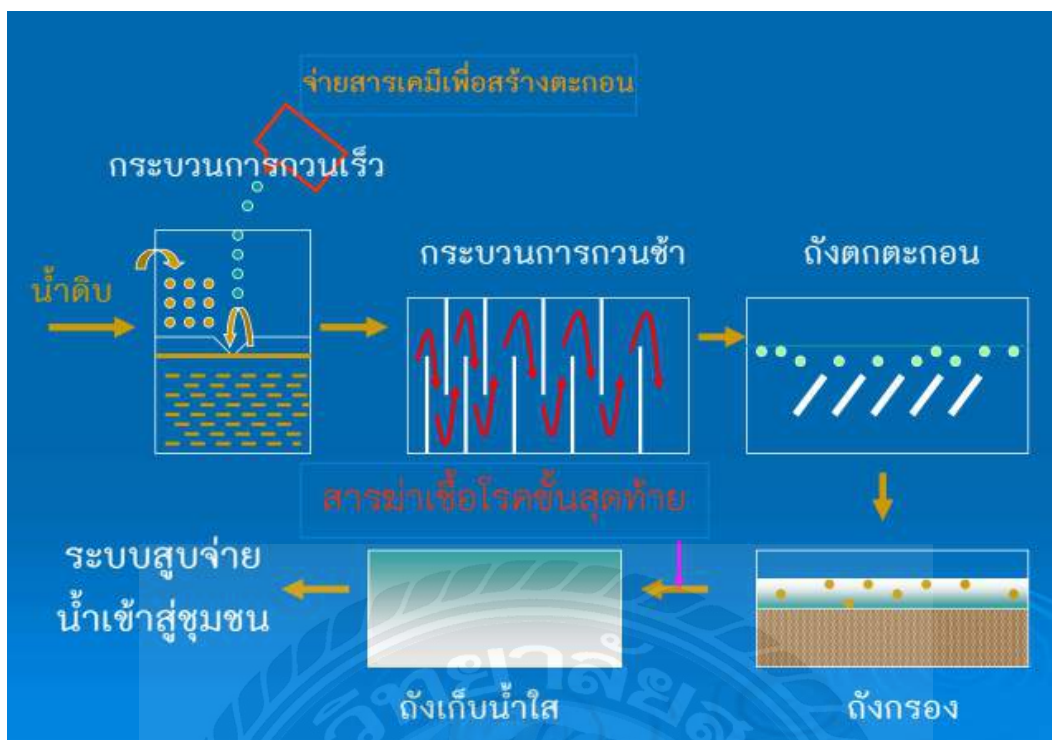 จ่ายสารเคมีเพื่อสร้างตะกอน
กระบวนการกวนเร็ว
น้ำดิบ
กระบวนการกวนช้า
ถังตกตะกอน
สารฆ่าเชื้อโรคขั้นสุดท้าย
ระบบสูบจ่าย
น้ำเข้าสู่ชุมชน
ถังเก็บน้ำใส
ถังกรอง